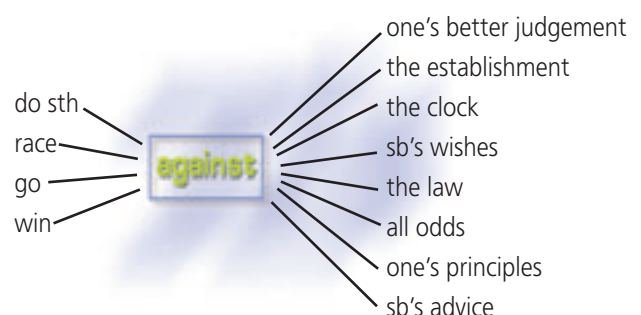 do sth
race
go
win
against
one's better judgement
the establishment
the clock
sb's wishes
the law
all odds
one's principles
sb's advice